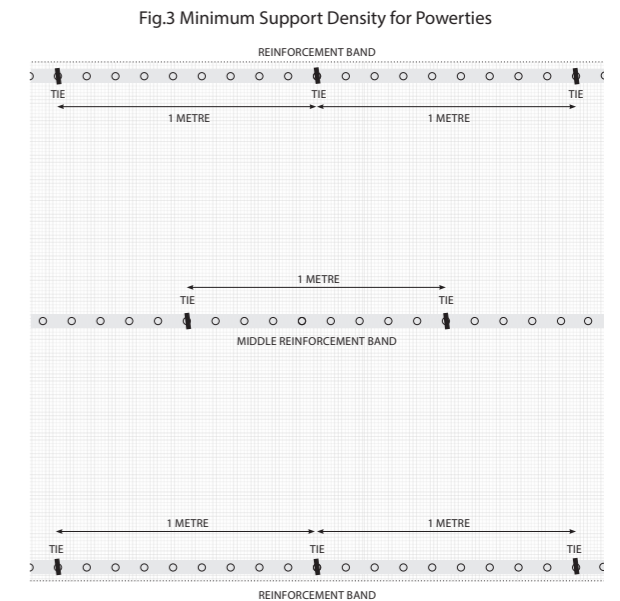 Fig.3 Minimum Support Density for Powerties
REINFORCEMENT BAND
TIE TIE TIE
1 METRE 1 METRE
1 METRE
TIE TIE
MIDDLE REINFORCEMENT BAND
1 METRE 1 METRE
TIE TIE TIE
REINFORCEMENT BAND